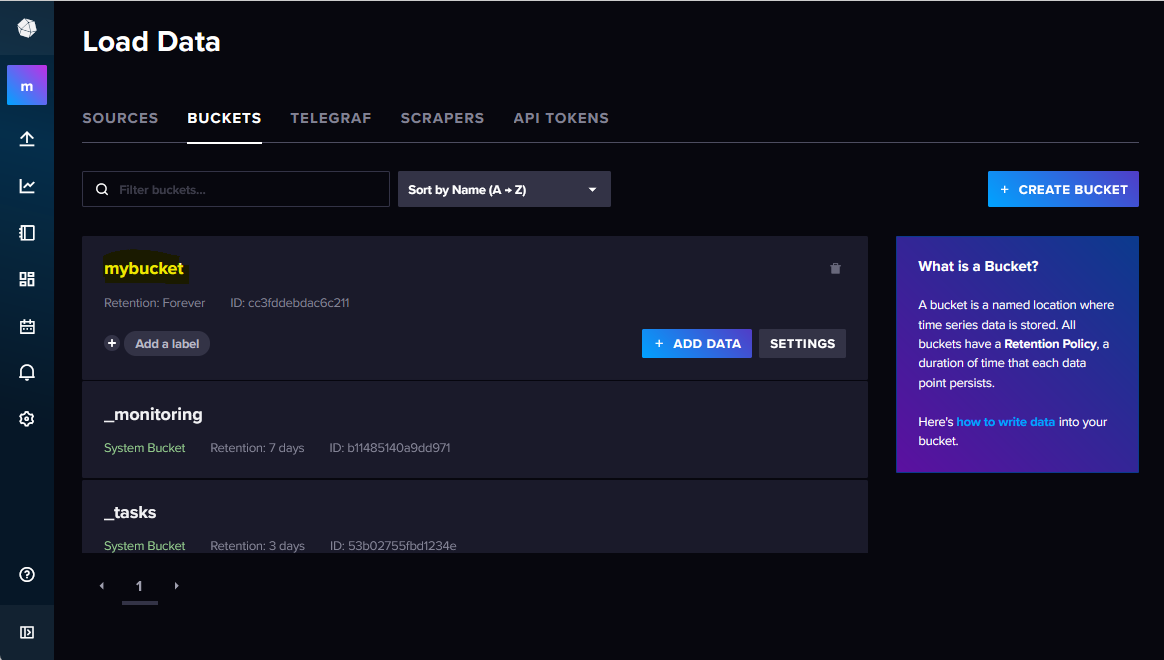 Load Data
m
SOURCES BUCKETS TELEGRAF SCRAPERS API TOKENS
Filter buckets...
Sort by Name (A → Z)
+ CREATE BUCKET
mybucket
Retention: Forever ID: cc3fddebdac6c211
+ Add a label
+ ADD DATA
SETTINGS
_monitoring
System Bucket Retention: 7 days ID: b11485140a9dd971
_tasks
System Bucket Retention: 3 days ID: 53b02755fbd1234e
1
What is a Bucket?
A bucket is a named location where
time series data is stored. All
buckets have a Retention Policy, a
duration of time that each data
point persists.
Here's how to write data into your
bucket.